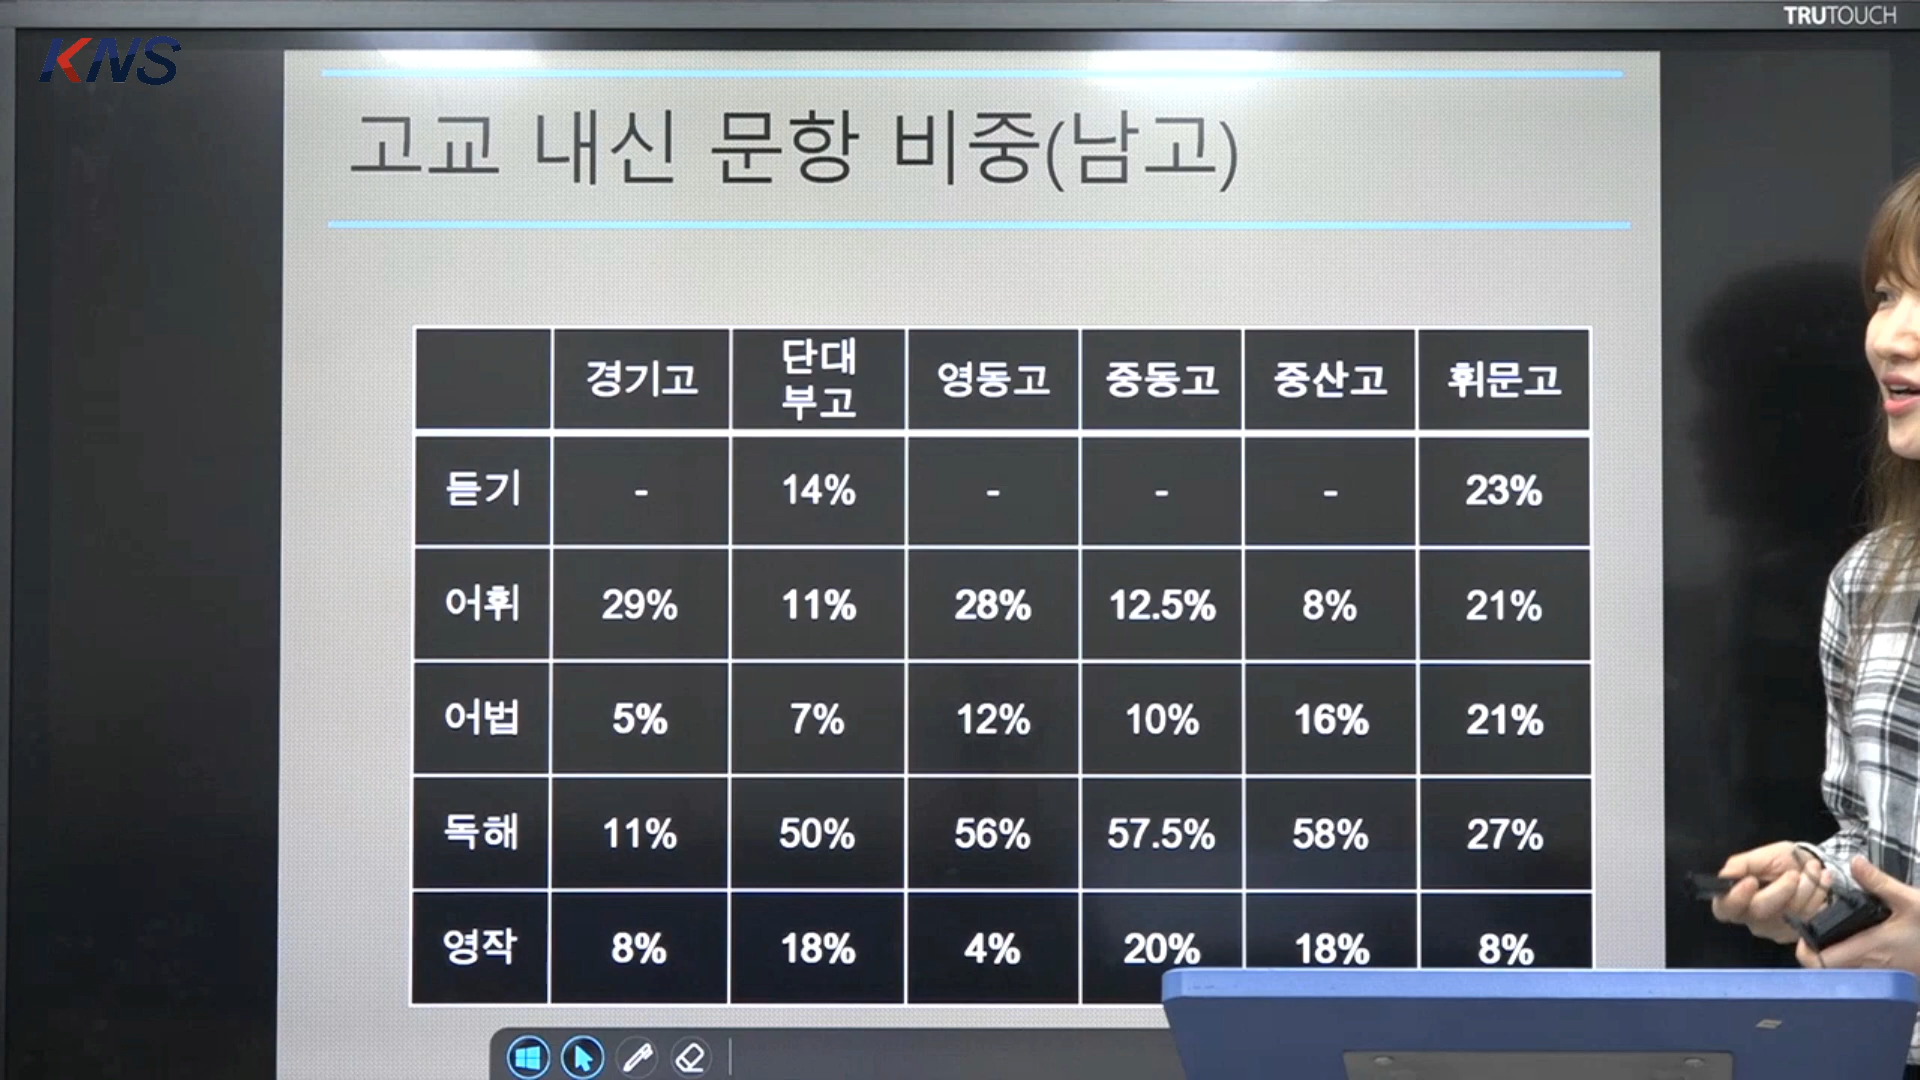 TRUTOUCH
KNS
고교 내신 문항 비중(남고)
경기고 단대부고 영동고 중동고 중산고 휘문고
듣기 - 14% - - - 23%
어휘 29% 11% 28% 12.5% 8% 21%
어법 5% 7% 12% 10% 16% 21%
독해 11% 50% 56% 57.5% 58% 27%
영작 8% 18% 4% 20% 18% 8%